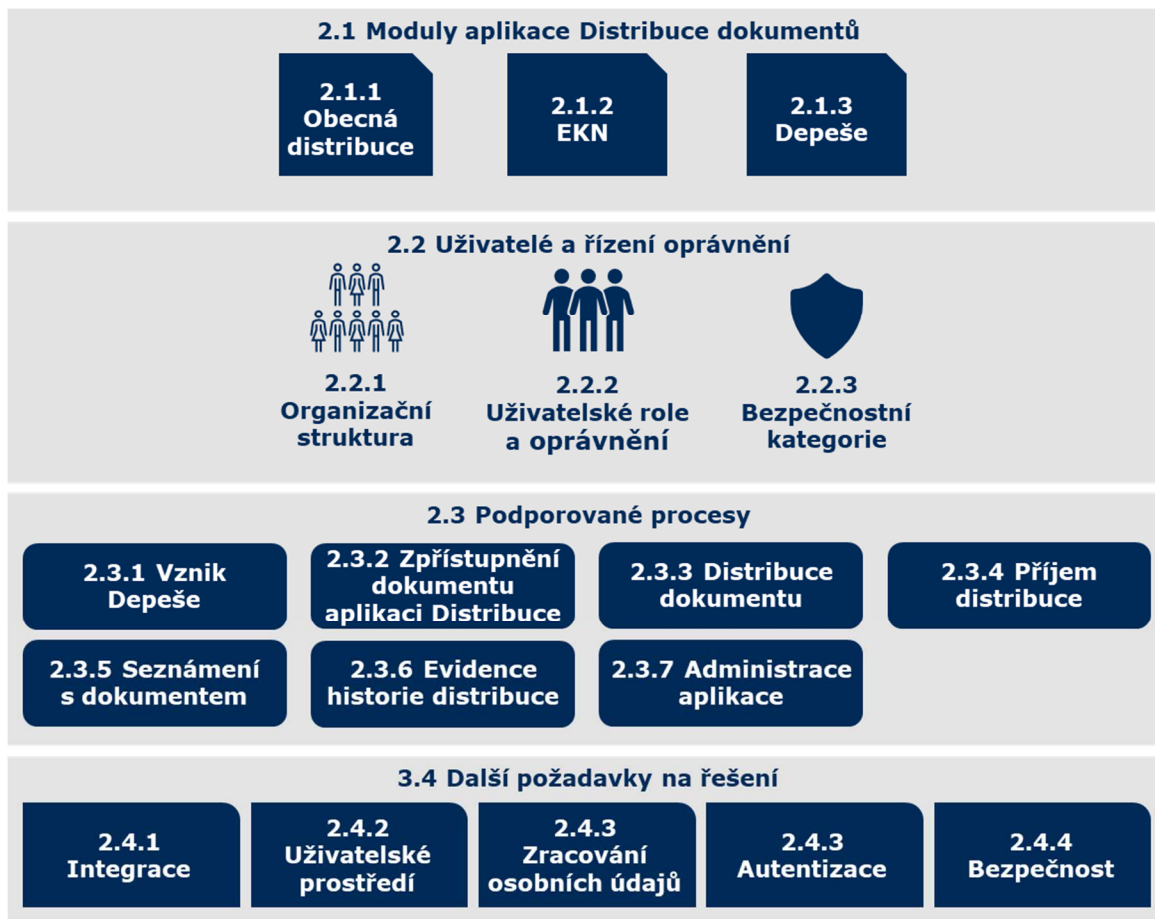 2.1 Moduly aplikace Distribuce dokumentů
2.1.1
Obecná
distribuce
2.1.2
EKN
2.1.3
Depeše
2.2 Uživatelé a řízení oprávnění
2.2.1
Organizační
struktura
2.2.2
Uživatelské role
a oprávnění
2.2.3
Bezpečnostní
kategorie
2.3 Podporované procesy
2.3.1 Vznik
Depeše
2.3.2 Zpřístupnění
dokumentu
aplikaci Distribuce
2.3.3 Distribuce
dokumentu
2.3.4 Příjem
distribuce
2.3.5 Seznámení
s dokumentem
2.3.6 Evidence
historie distribuce
2.3.7 Administrace
aplikace
3.4 Další požadavky na řešení
2.4.1
Integrace
2.4.2
Uživatelské
prostředí
2.4.3
Zracování
osobních údajů
2.4.3
Autentizace
2.4.4
Bezpečnost